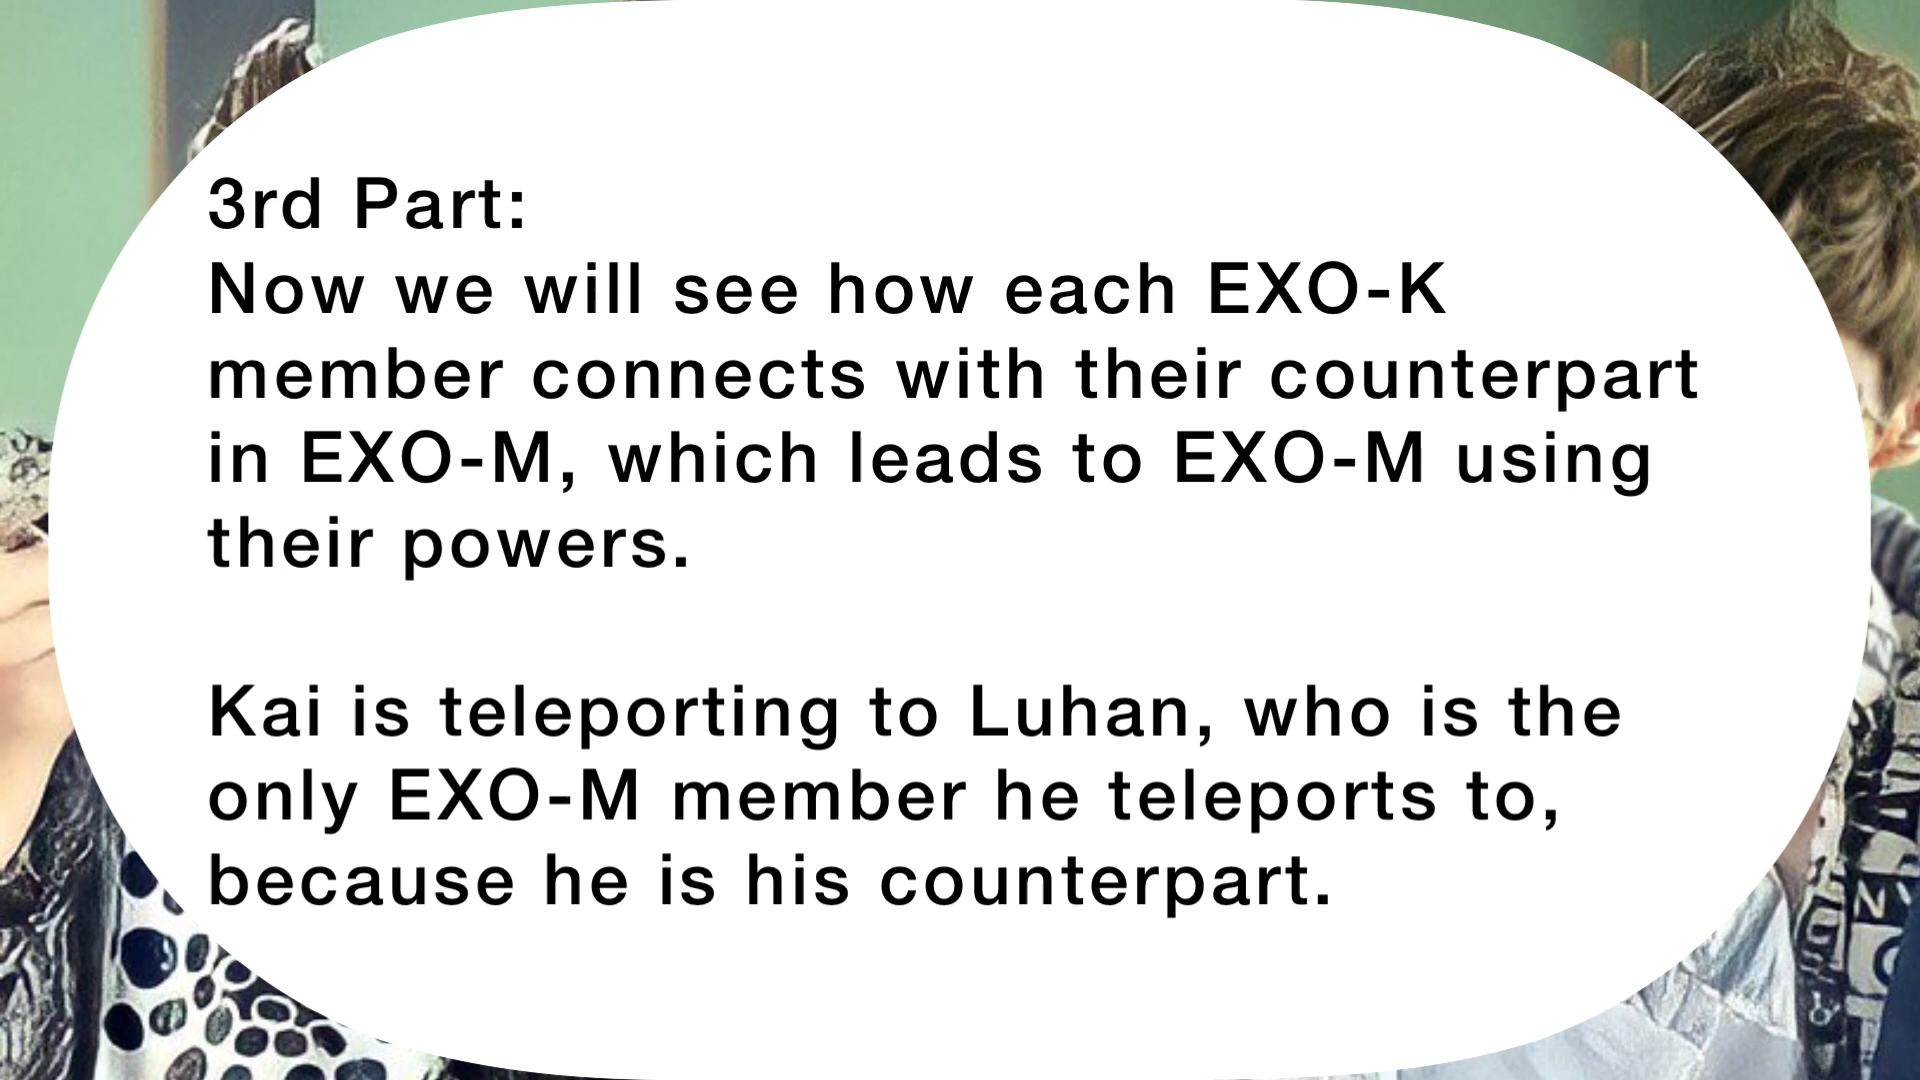 3rd Part:
Now we will see how each EXO-K
member connects with their counterpart
in EXO-M, which leads to EXO-M using
their powers.
Kai is teleporting to Luhan, who is the
only EXO-M member he teleports to,
because he is his counterpart.